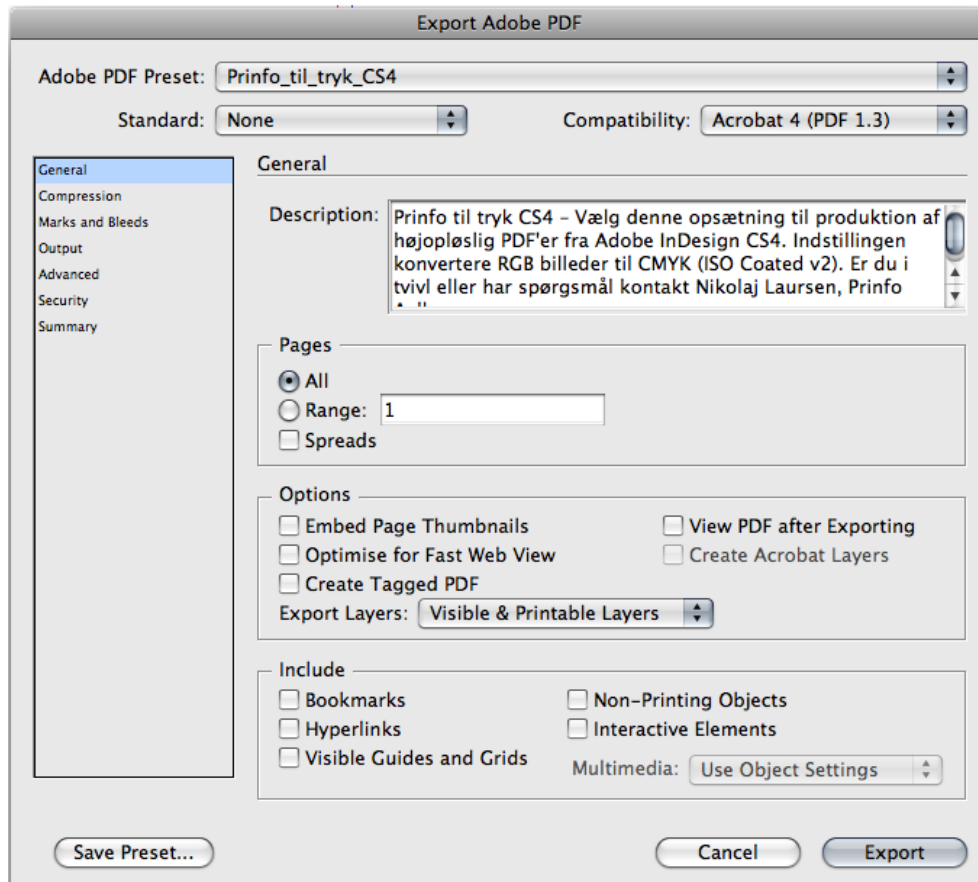 Export Adobe PDF
Adobe PDF Preset: Prinfo_til_tryk_CS4
Standard: None Compatibility: Acrobat 4 (PDF 1.3)
General
Compression
Marks and Bleeds
Output
Advanced
Security
Summary
General
Description: Prinfo til tryk CS4 – Vælg denne opsætning til produktion af
højopløslig PDF'er fra Adobe InDesign CS4. Indstillingen
konvertere RGB billeder til CMYK (ISO Coated v2). Er du i
tvivl eller har spørgsmål kontakt Nikolaj Laursen, Prinfo
Pages
All
Range: 1
Spreads
Options
Embed Page Thumbnails View PDF after Exporting
Optimise for Fast Web View Create Acrobat Layers
Create Tagged PDF
Export Layers: Visible & Printable Layers
Include
Bookmarks Non-Printing Objects
Hyperlinks Interactive Elements
Visible Guides and Grids Multimedia: Use Object Settings
Save Preset... Cancel Export